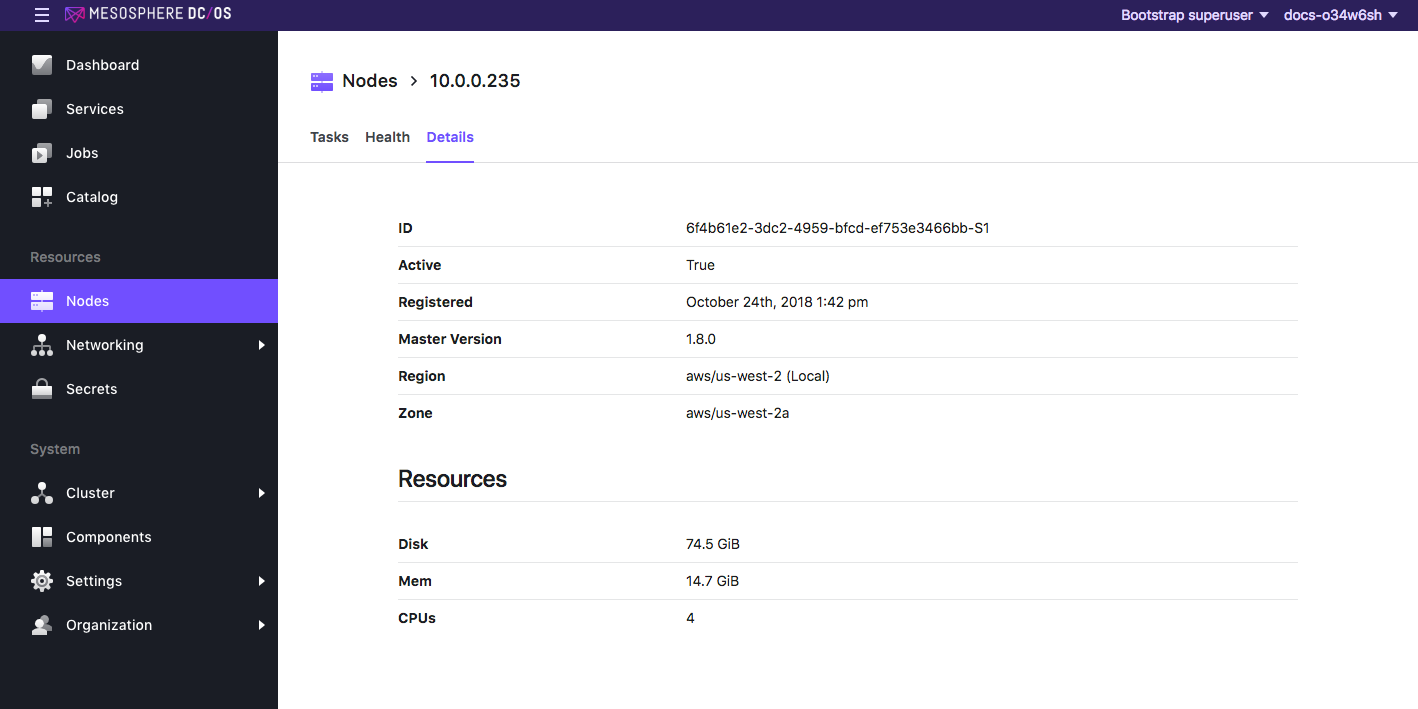 MESOSPHERE DC/OS
Bootstrap superuser
docs-o34w6sh
Dashboard
Services
Jobs
Catalog
Resources
Nodes
Networking
Secrets
System
Cluster
Components
Settings
Organization
Nodes > 10.0.0.235
Tasks Health Details
ID 6f4b61e2-3dc2-4959-bfcd-ef753e3466bb-S1
Active True
Registered October 24th, 2018 1:42 pm
Master Version 1.8.0
Region aws/us-west-2 (Local)
Zone aws/us-west-2a
Resources
Disk 74.5 GiB
Mem 14.7 GiB
CPUs 4